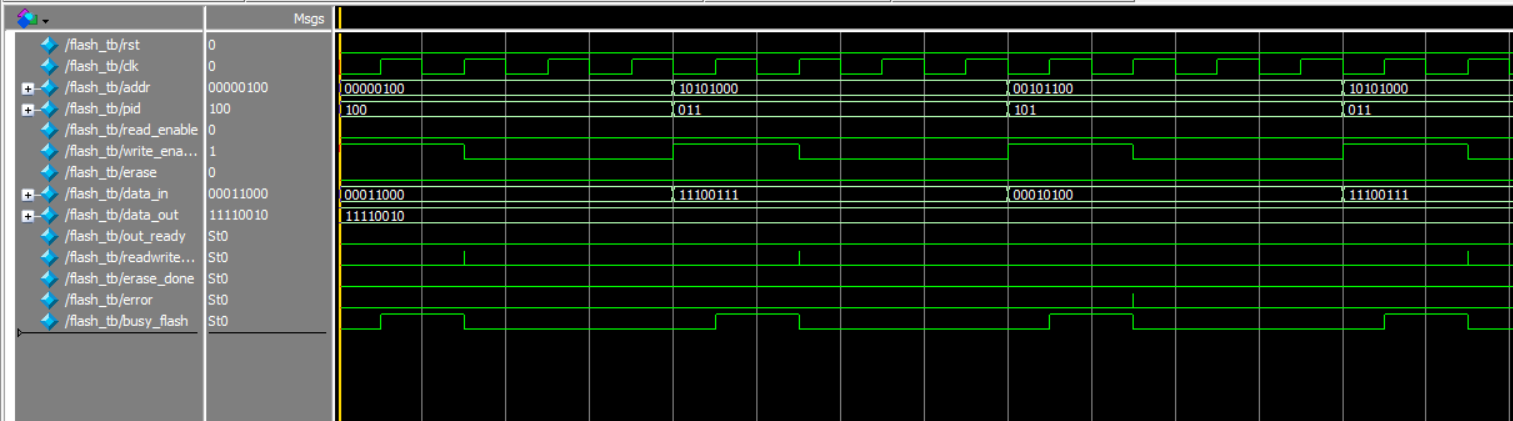 Msgs
/flash_tb/rst 0
/flash_tb/clk 0
/flash_tb/addr 00000100 00000100 10101000 00101100 10101000
/flash_tb/pid 100 100 011 101 011
/flash_tb/read_enable 0
/flash_tb/write_ena... 1
/flash_tb/erase 0
/flash_tb/data_in 00011000 00011000 11100111 00010100 11100111
/flash_tb/data_out 11110010 11110010
/flash_tb/out_ready St0
/flash_tb/readwrite... St0
/flash_tb/erase_done St0
/flash_tb/error St0
/flash_tb/busy_flash St0